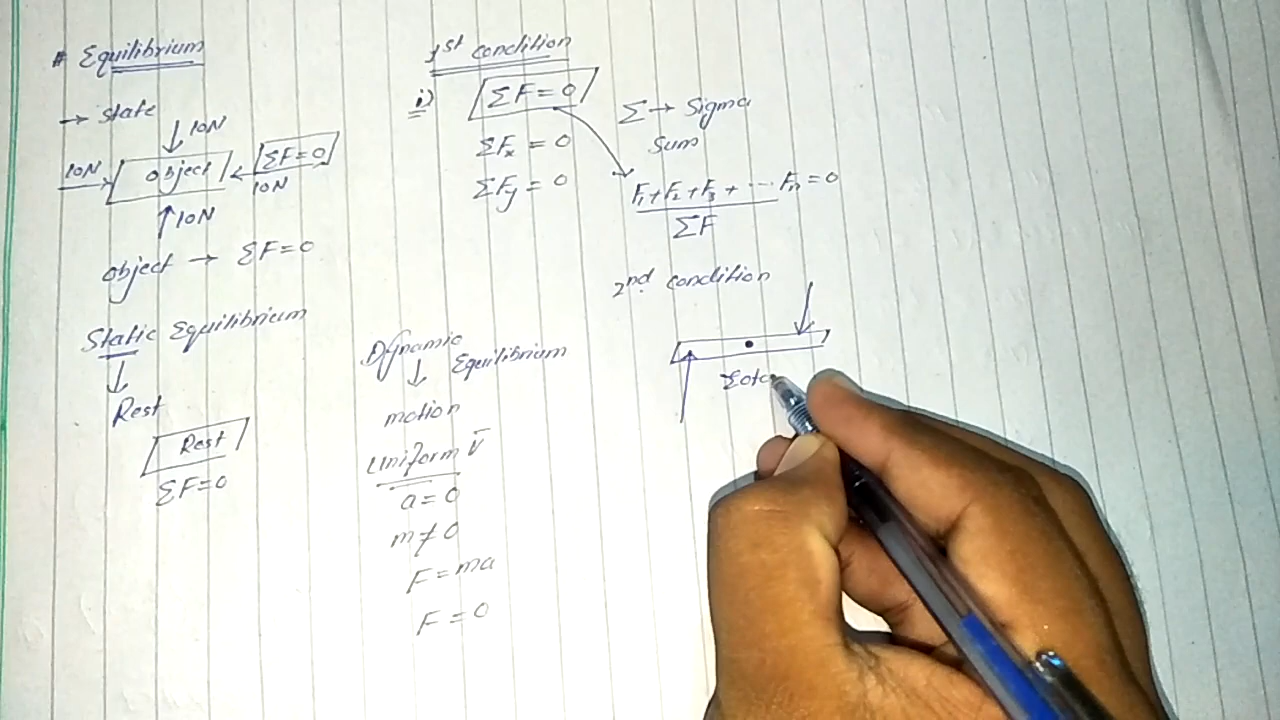 # Equilibrium
→ State
10N
10N
object
ΣF=0
10N
10N
object → ΣF=0
Static Equilibrium
Rest
Rest
ΣF=0
Dynamic Equilibrium
motion
Uniform v̄
a = 0
m ≠ 0
F = ma
F = 0
1st condition
i) ΣF = 0
ΣFx = 0
ΣFy = 0
Σ → Sigma
Sum
F₁+F₂+F₃+ ... Fn = 0
ΣF
2nd condition